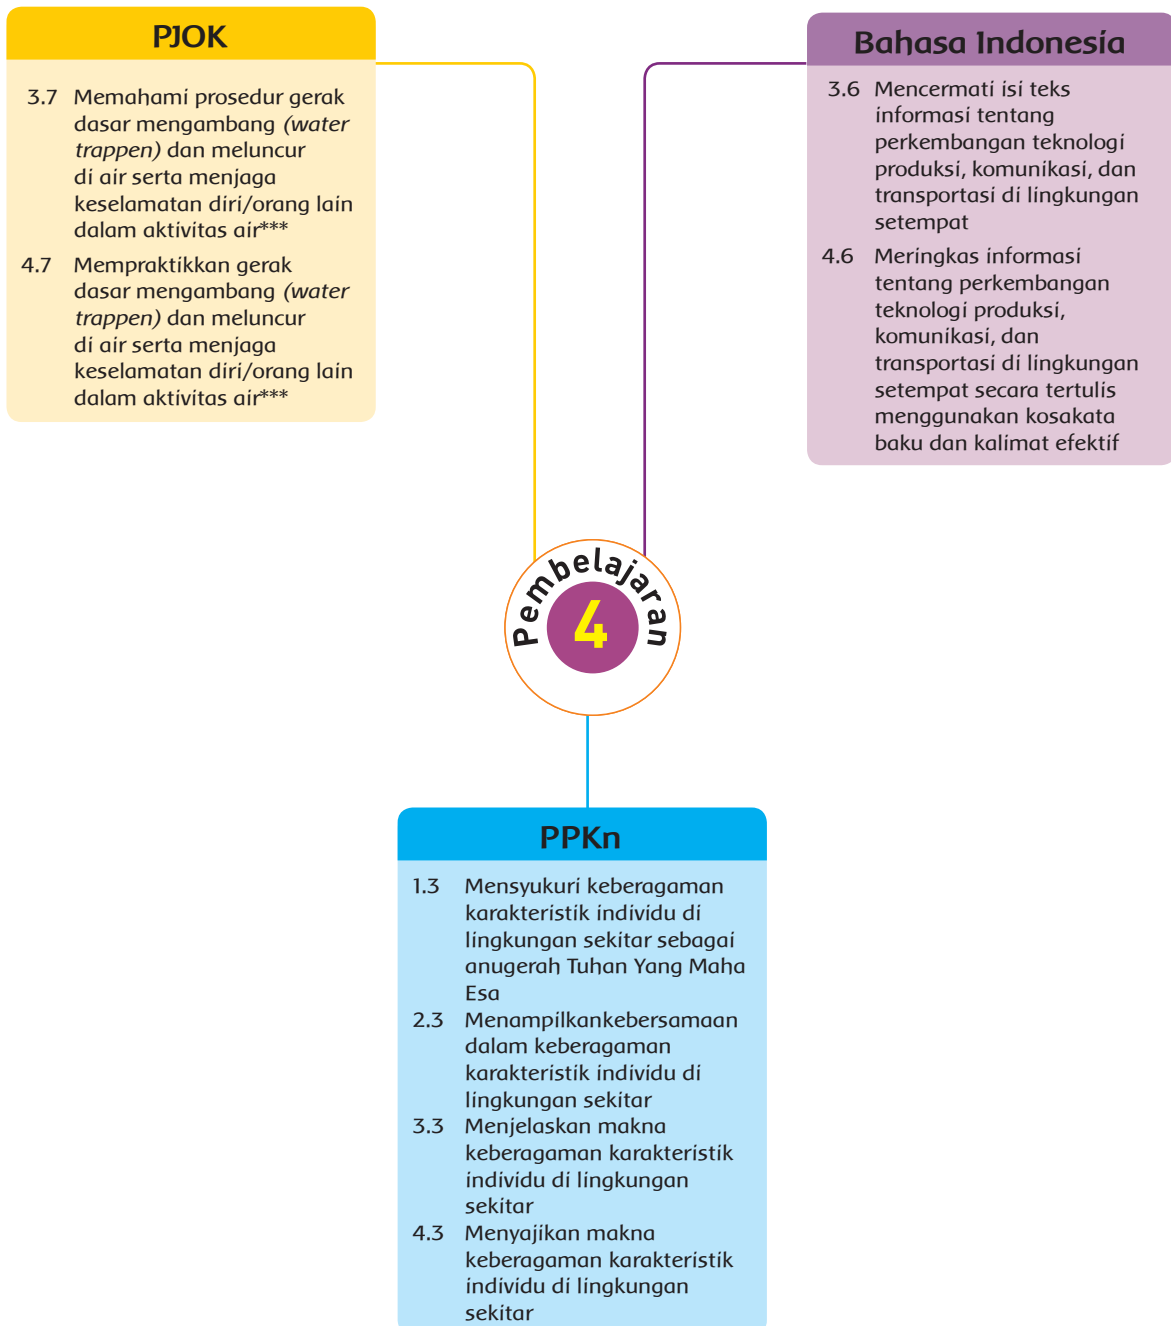 PJOK
3.7 Memahami prosedur gerak
dasar mengambang (water
trappen) dan meluncur
di air serta menjaga
keselamatan diri/orang lain
dalam aktivitas air***
4.7 Mempraktikkan gerak
dasar mengambang (water
trappen) dan meluncur
di air serta menjaga
keselamatan diri/orang lain
dalam aktivitas air***
Bahasa Indonesia
3.6 Mencermati isi teks
informasi tentang
perkembangan teknologi
produksi, komunikasi, dan
transportasi di lingkungan
setempat
4.6 Meringkas informasi
tentang perkembangan
teknologi produksi,
komunikasi, dan
transportasi di lingkungan
setempat secara tertulis
menggunakan kosakata
baku dan kalimat efektif
Pembelajaran
4
PPKn
1.3 Mensyukuri keberagaman
karakteristik individu di
lingkungan sekitar sebagai
anugerah Tuhan Yang Maha
Esa
2.3 Menampilkankebersamaan
dalam keberagaman
karakteristik individu di
lingkungan sekitar
3.3 Menjelaskan makna
keberagaman karakteristik
individu di lingkungan
sekitar
4.3 Menyajikan makna
keberagaman karakteristik
individu di lingkungan
sekitar